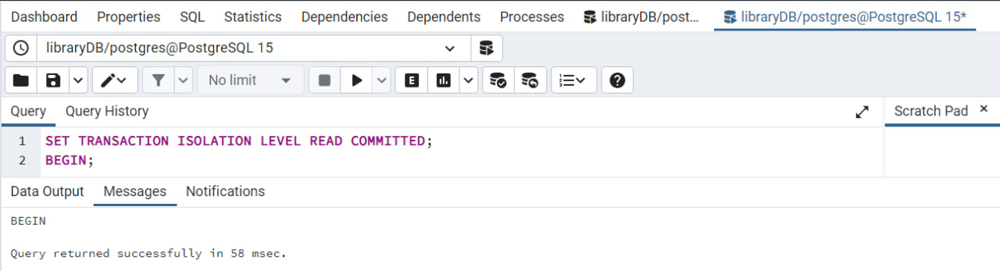 Dashboard Properties SQL Statistics Dependencies Dependents Processes libraryDB/post... libraryDB/postgres@PostgreSQL 15*
libraryDB/postgres@PostgreSQL 15
No limit E
Query Query History Scratch Pad ×
1 SET TRANSACTION ISOLATION LEVEL READ COMMITTED;
2 BEGIN;
Data Output Messages Notifications
BEGIN
Query returned successfully in 58 msec.